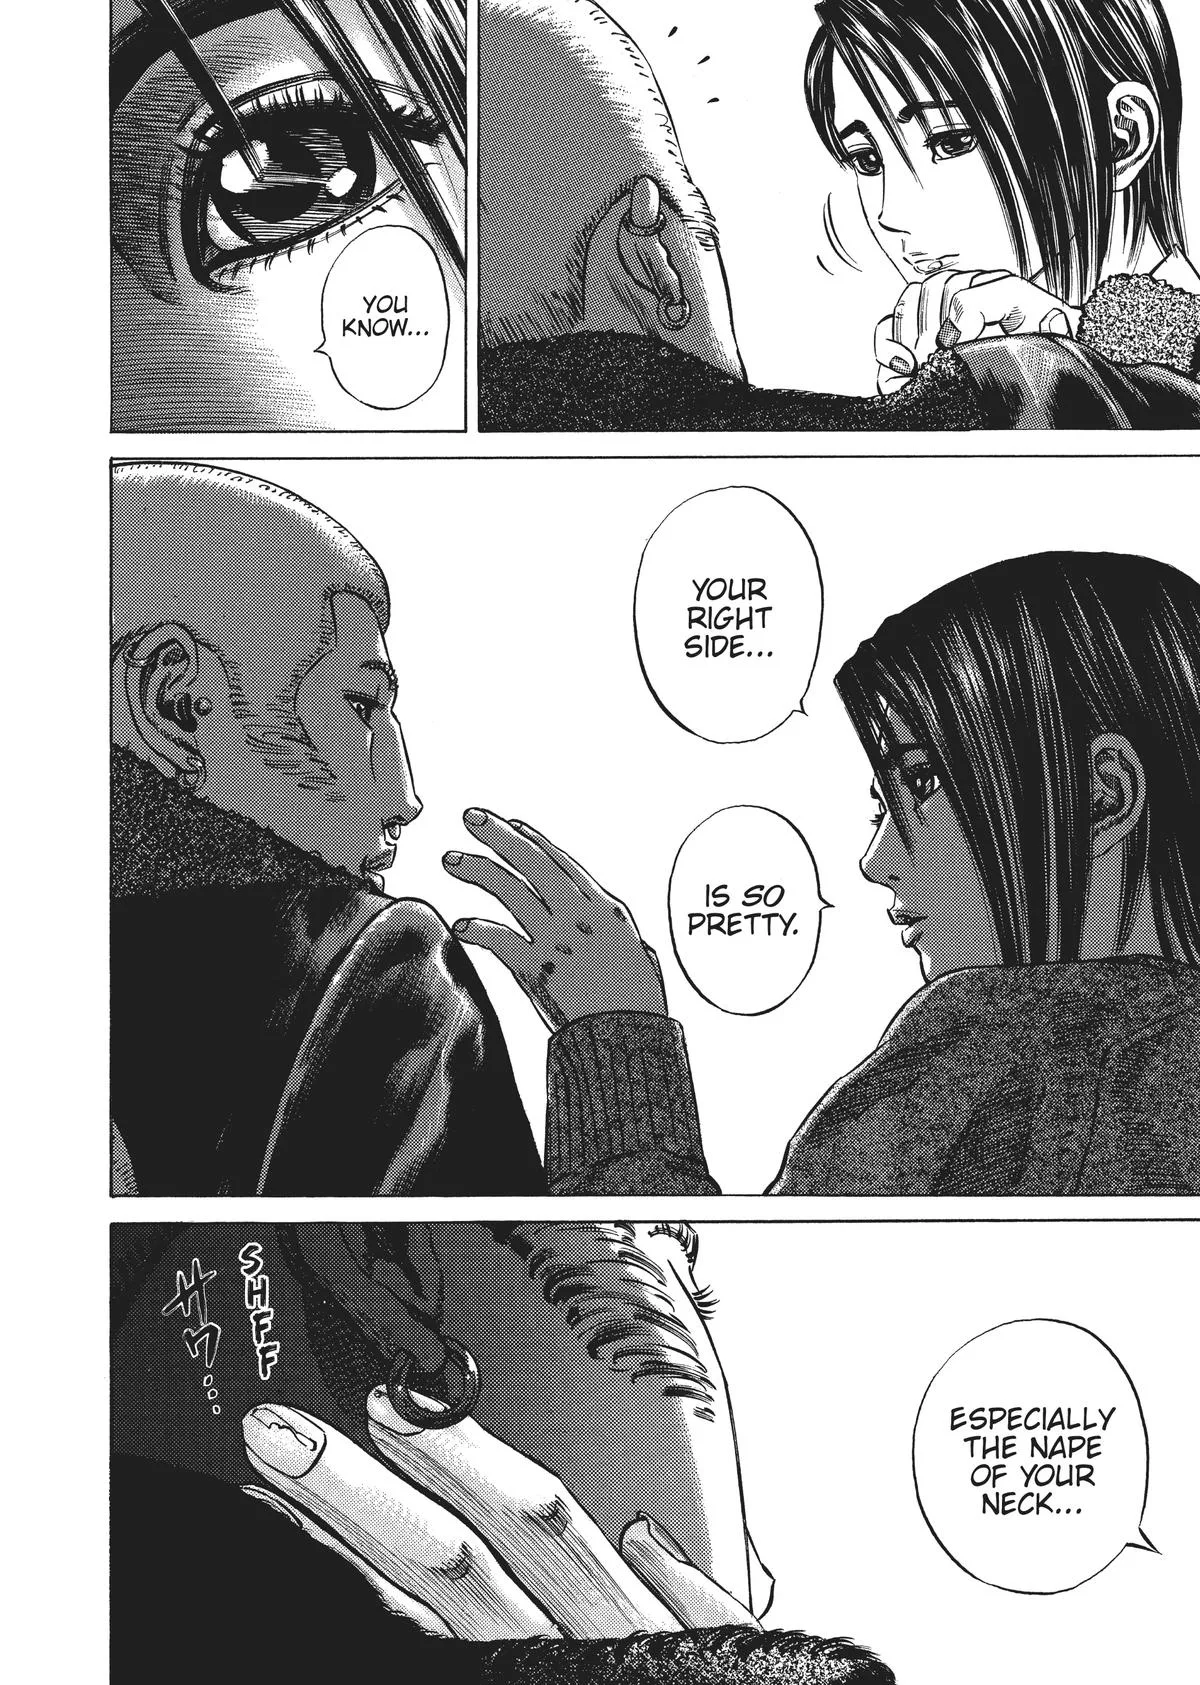 YOU
KNOW...
YOUR
RIGHT
SIDE...
IS SO
PRETTY.
SHFF
サワ...
ESPECIALLY
THE NAPE
OF YOUR
NECK...